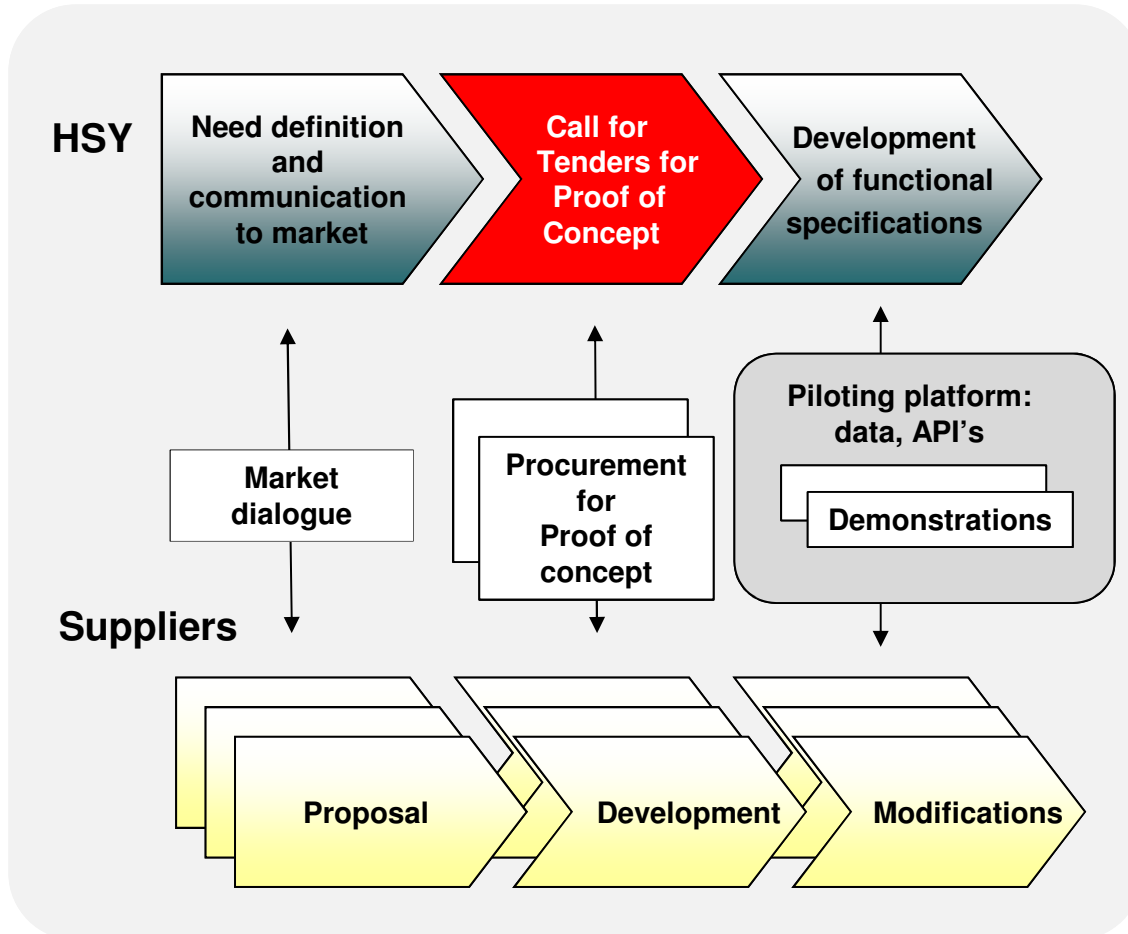 HSY
Need definition
and
communication
to market
Call for
Tenders for
Proof of
Concept
Development
of functional
specifications
Market
dialogue
Procurement
for
Proof of
concept
Piloting platform:
data, API's
Demonstrations
Suppliers
Proposal
Development
Modifications